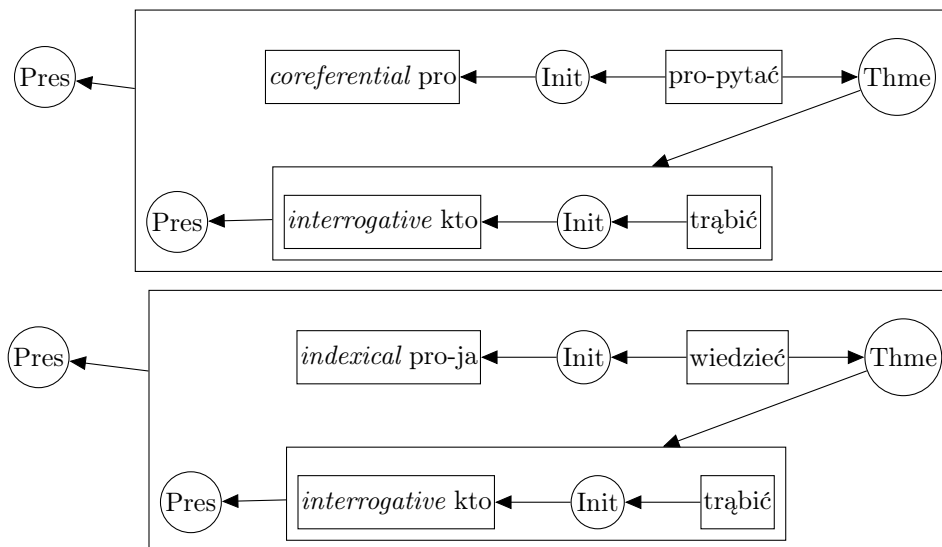 Pres coreferential pro Init pro-pytać Thme
Pres interrogative kto Init trąbić
Pres indexical pro-ja Init wiedzieć Thme
Pres interrogative kto Init trąbić